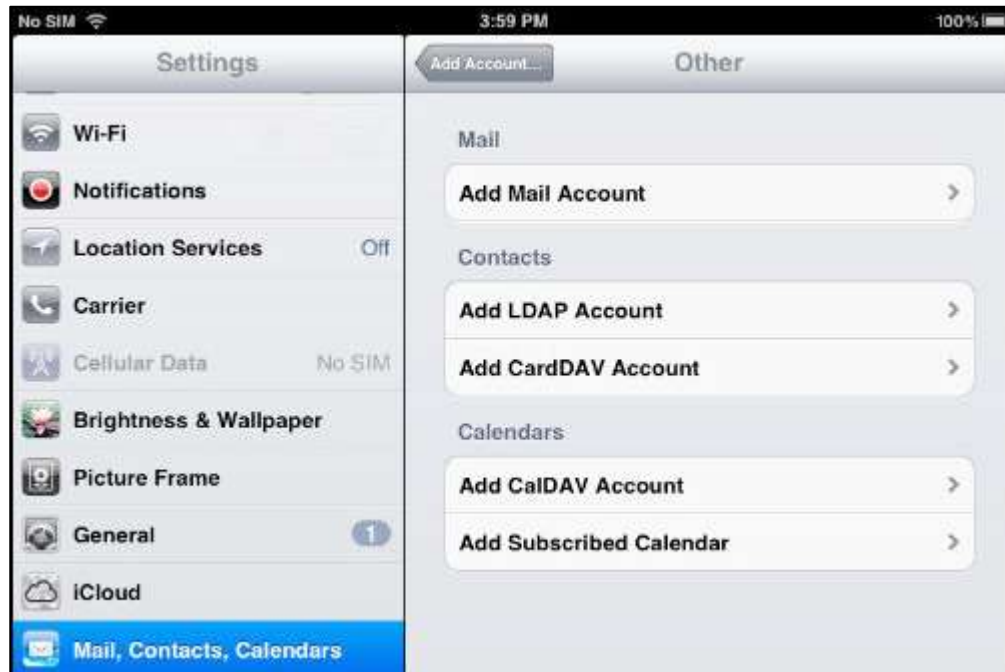 No SIM 3:59 PM 100%
Settings
Wi-Fi
Notifications
Location Services Off
Carrier
Cellular Data No SIM
Brightness & Wallpaper
Picture Frame
General 1
iCloud
Mail, Contacts, Calendars
Add Account... Other
Mail
Add Mail Account
Contacts
Add LDAP Account
Add CardDAV Account
Calendars
Add CalDAV Account
Add Subscribed Calendar